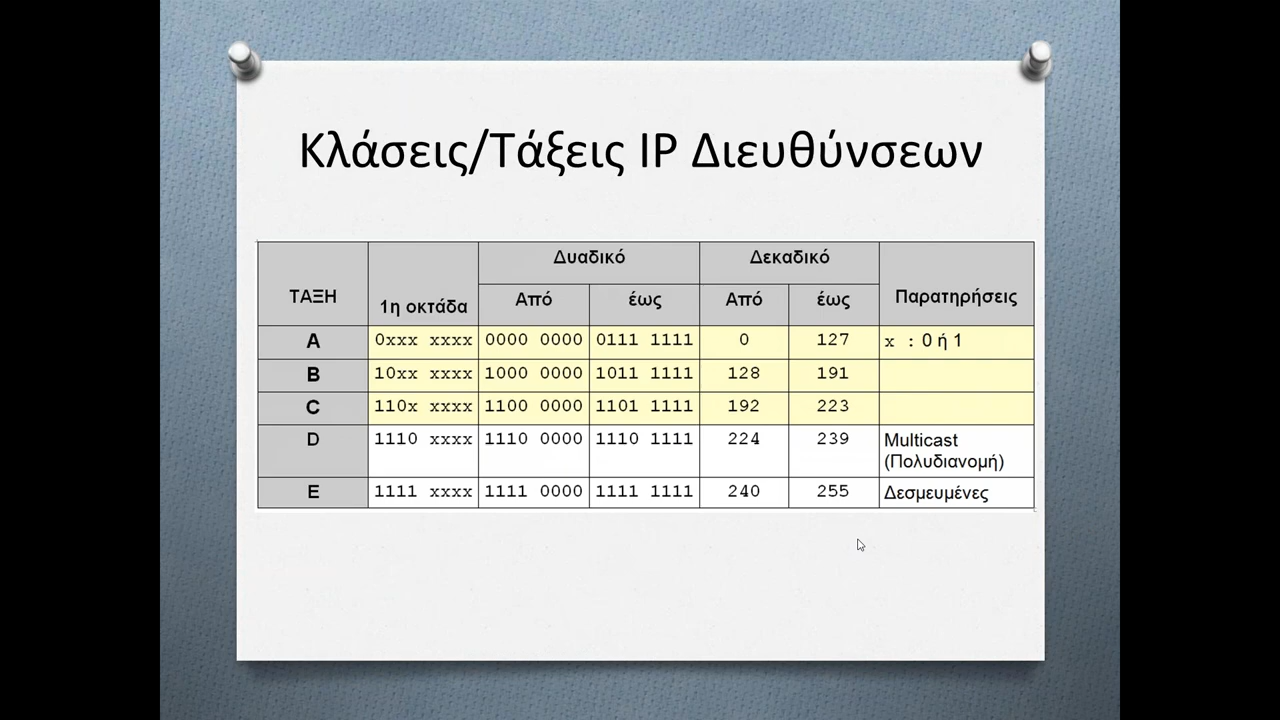 Κλάσεις/Τάξεις IP Διευθύνσεων
ΤΑΞΗ 1η οκτάδα Δυαδικό Δεκαδικό Παρατηρήσεις
Από έως Από έως
A 0xxx xxxx 0000 0000 0111 1111 0 127 x : 0 ή 1
B 10xx xxxx 1000 0000 1011 1111 128 191
C 110x xxxx 1100 0000 1101 1111 192 223
D 1110 xxxx 1110 0000 1110 1111 224 239 Multicast
(Πολυδιανομή)
E 1111 xxxx 1111 0000 1111 1111 240 255 Δεσμευμένες